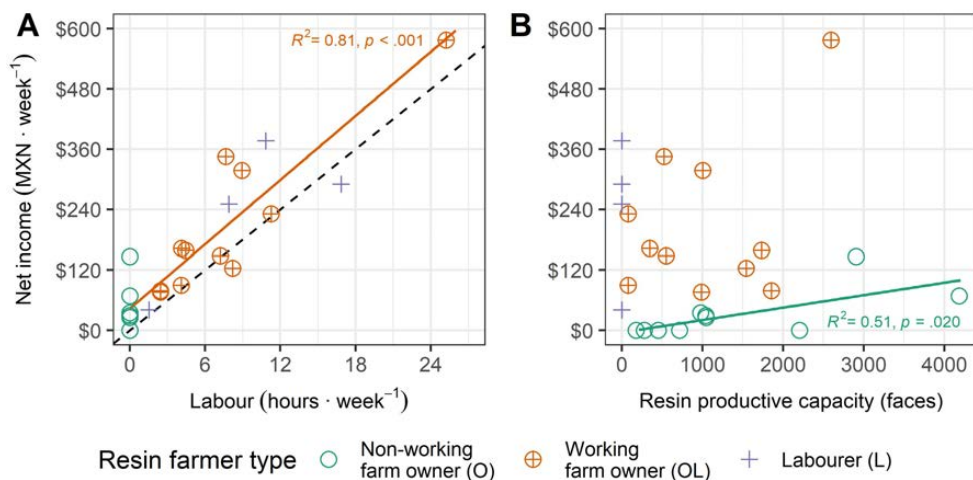 A
B
Net income (MXN · week⁻¹)
$600
$480
$360
$240
$120
$0
R²= 0.81, p < .001
0
6
12
18
24
Labour (hours · week⁻¹)
$600
$480
$360
$240
$120
$0
R²= 0.51, p = .020
0
1000
2000
3000
4000
Resin productive capacity (faces)
Resin farmer type
Non-working
farm owner (O)
Working
farm owner (OL)
Labourer (L)